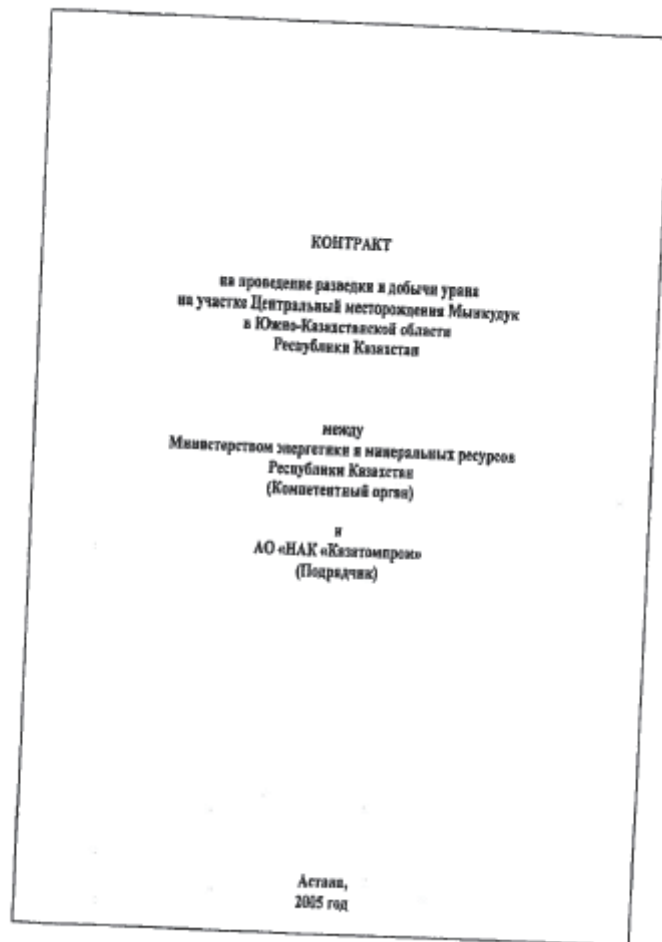 КОНТРАКТ
на проведение разведки и добычи урана
на участке Центральный месторождения Мынкудук
в Южно-Казахстанской области
Республики Казахстан
между
Министерством энергетики и минеральных ресурсов
Республики Казахстан
(Компетентный орган)
и
АО «НАК «Казатомпром»
(Подрядчик)
Астана,
2005 год